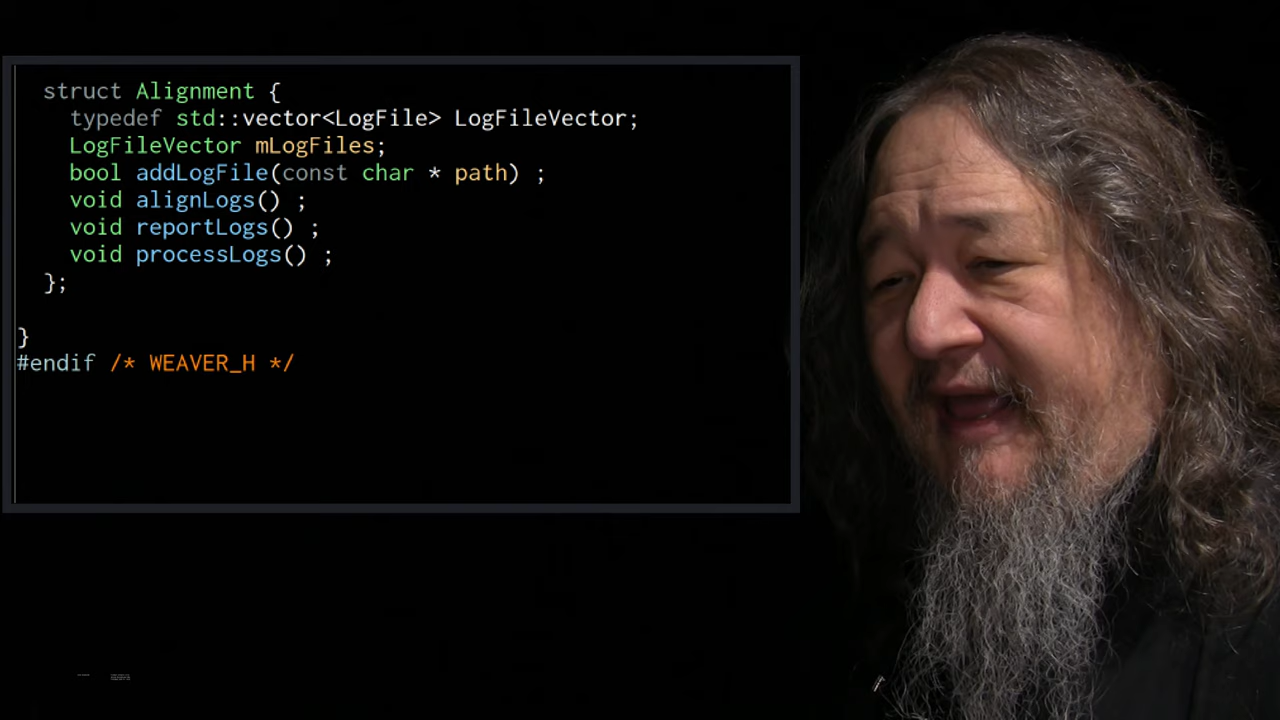 struct Alignment {
typedef std::vector<LogFile> LogFileVector;
LogFileVector mLogFiles;
bool addLogFile(const char * path) ;
void alignLogs() ;
void reportLogs() ;
void processLogs() ;
};
}
#endif /* WEAVER_H */